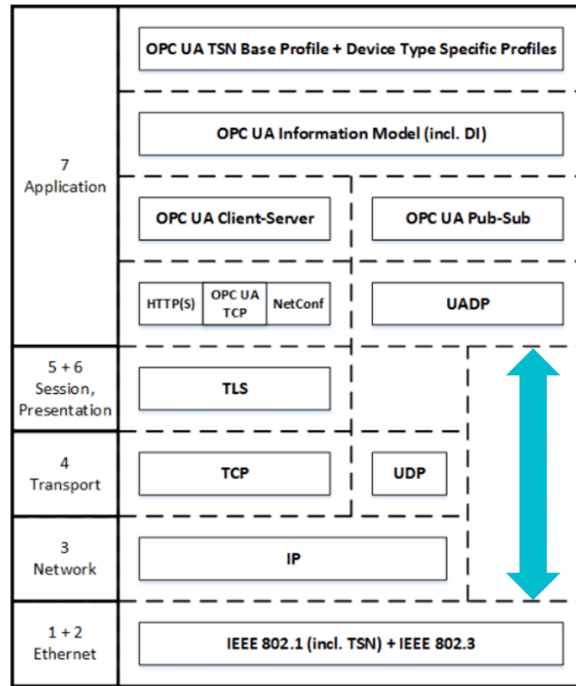 OPC UA TSN Base Profile + Device Type Specific Profiles
7
Application
OPC UA Information Model (incl. DI)
OPC UA Client-Server
OPC UA Pub-Sub
HTTP(S)
OPC UA
TCP
NetConf
UADP
5 + 6
Session,
Presentation
TLS
4
Transport
TCP
UDP
3
Network
IP
1 + 2
Ethernet
IEEE 802.1 (incl. TSN) + IEEE 802.3